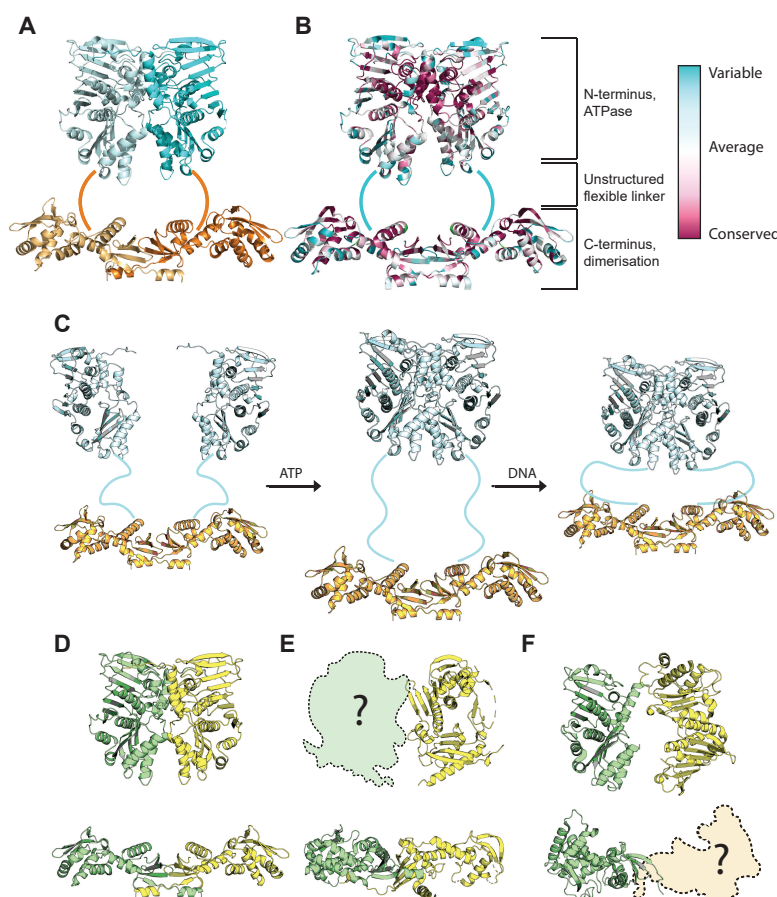 A
B
N-terminus,
ATPase
Unstructured
flexible linker
C-terminus,
dimerisation
Variable
Average
Conserved
C
ATP
DNA
D
E
F
?
?